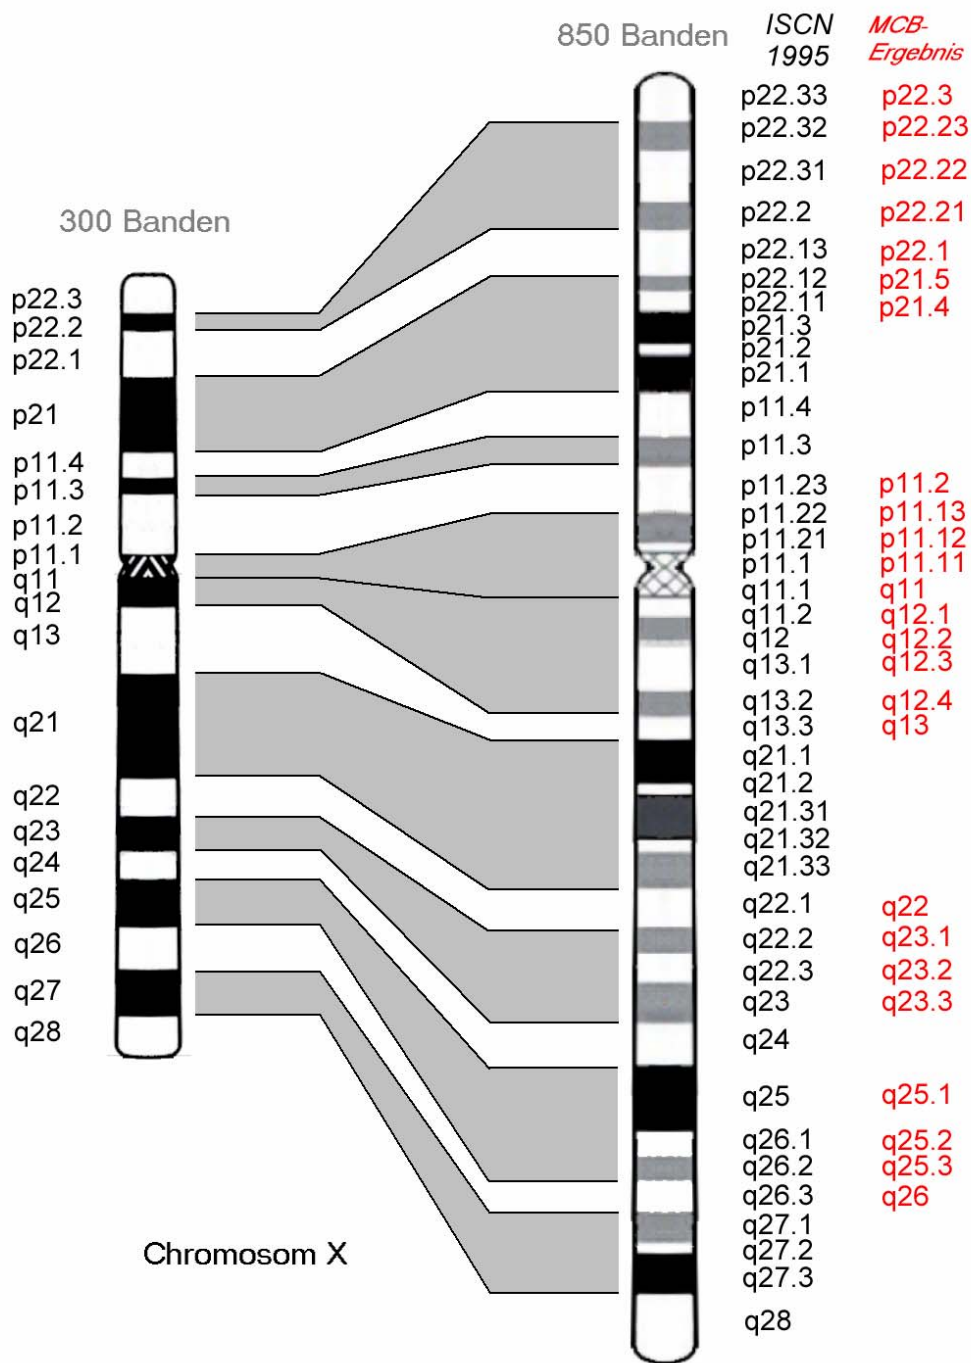 850 Banden
ISCN 1995
MCB-Ergebnis
300 Banden
p22.3
p22.2
p22.1
p21
p11.4
p11.3
p11.2
p11.1
q11
q12
q13
q21
q22
q23
q24
q25
q26
q27
q28
p22.33 p22.3
p22.32 p22.23
p22.31 p22.22
p22.2 p22.21
p22.13 p22.1
p22.12 p21.5
p22.11 p21.4
p21.3
p21.2
p21.1
p11.4
p11.3
p11.23 p11.2
p11.22 p11.13
p11.21 p11.12
p11.1 p11.11
q11.1 q11
q11.2 q12.1
q12 q12.2
q13.1 q12.3
q13.2 q12.4
q13.3 q13
q21.1
q21.2
q21.31
q21.32
q21.33
q22.1 q22
q22.2 q23.1
q22.3 q23.2
q23 q23.3
q24
q25 q25.1
q26.1 q25.2
q26.2 q25.3
q26.3 q26
q27.1
q27.2
q27.3
q28
Chromosom X